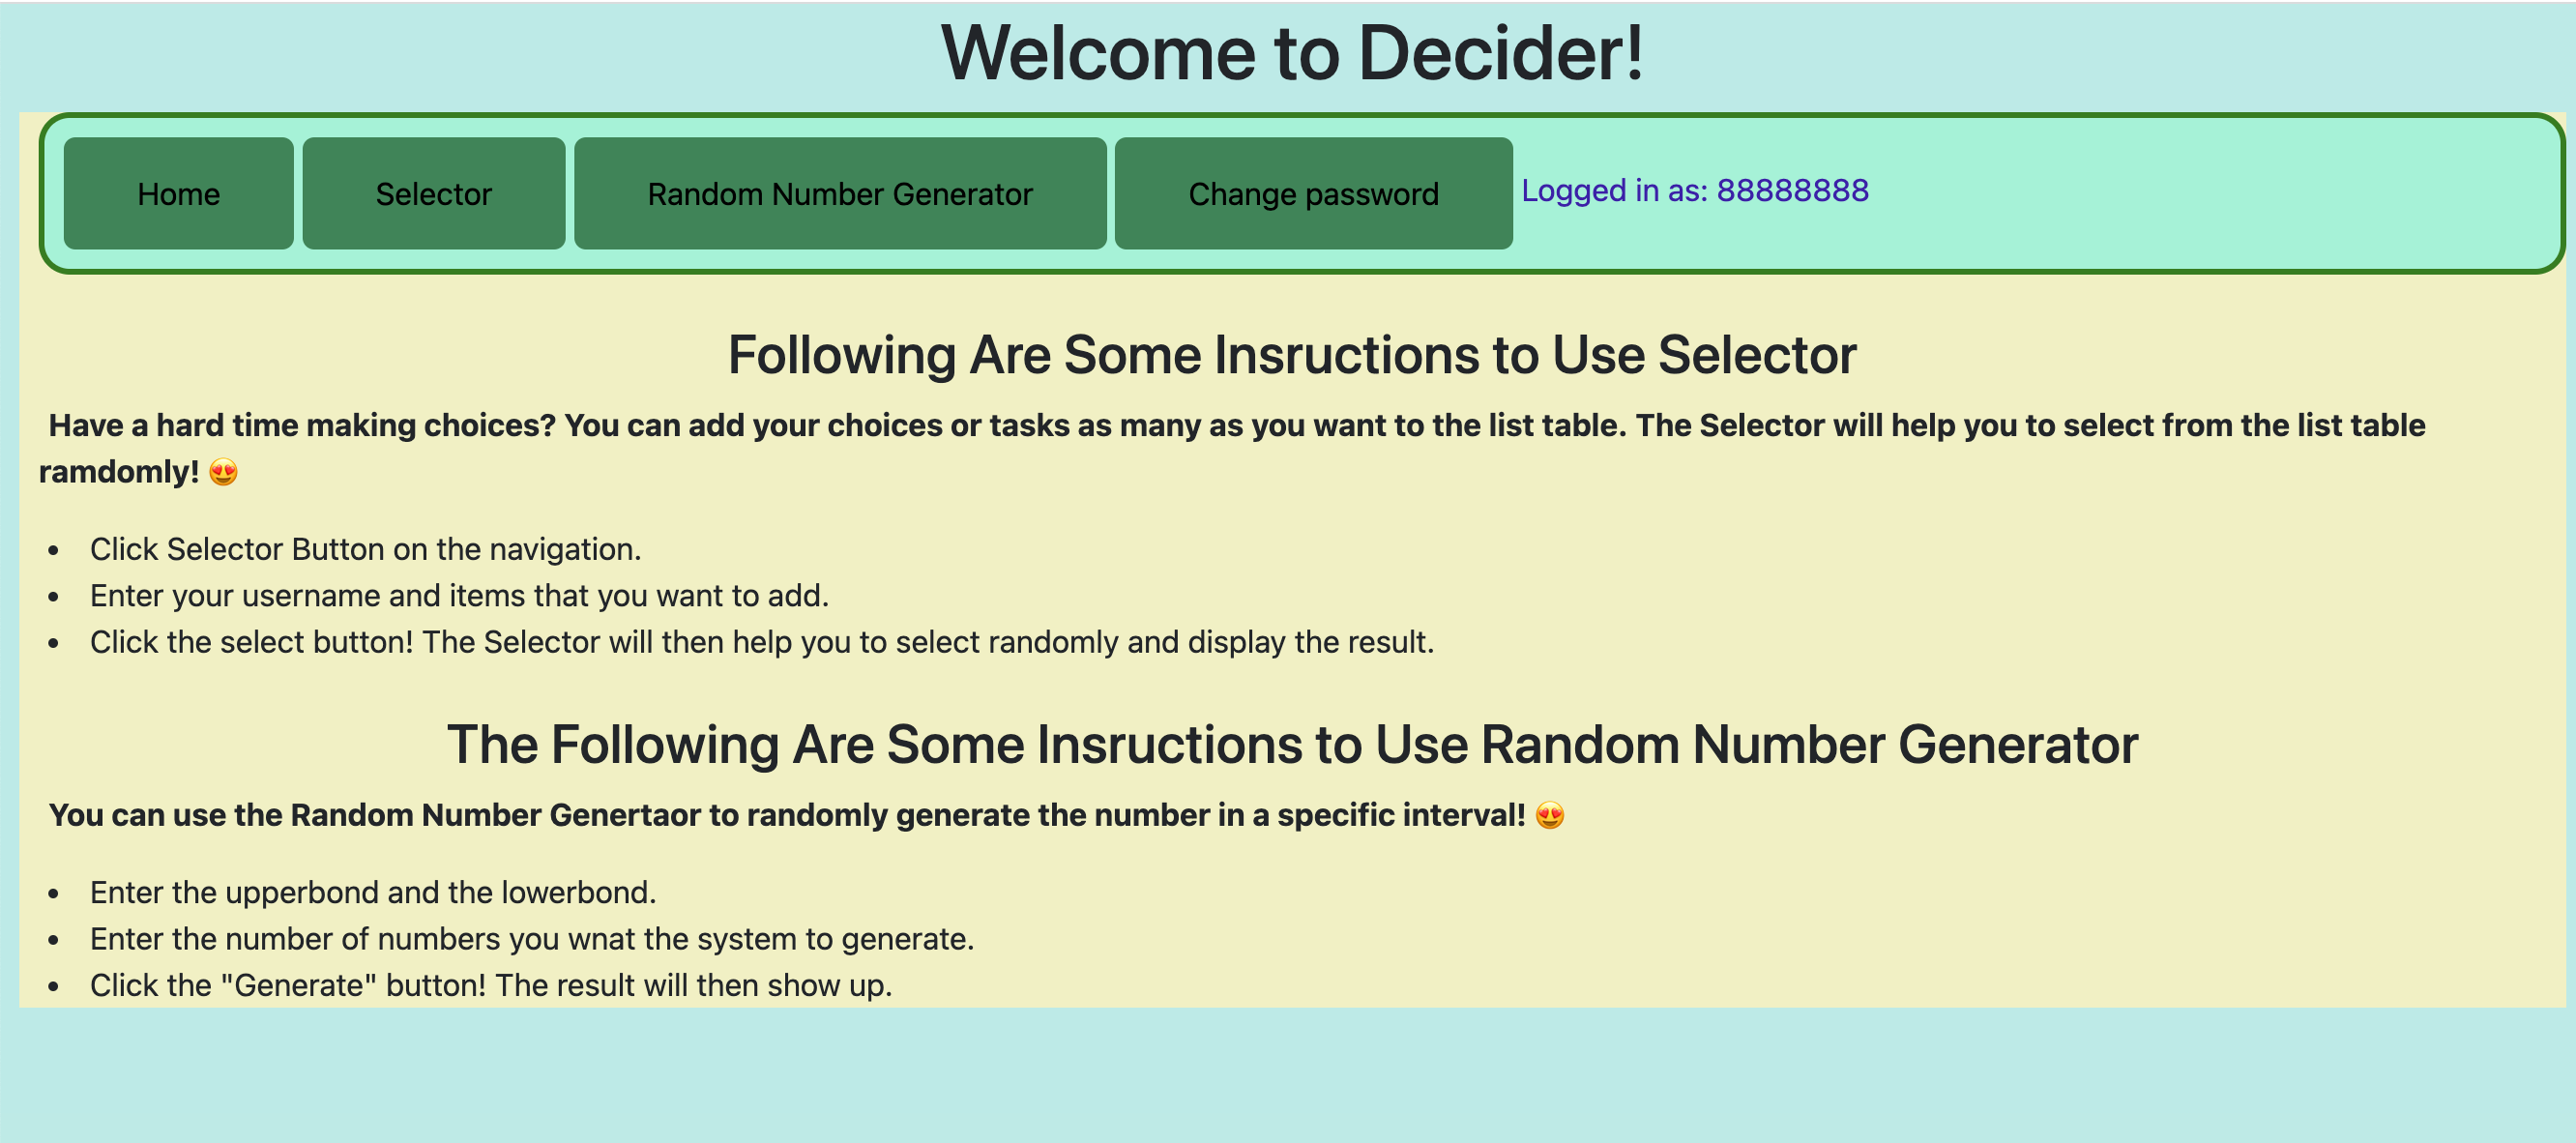 Welcome to Decider!
Home Selector Random Number Generator Change password Logged in as: 88888888
Following Are Some Insructions to Use Selector
Have a hard time making choices? You can add your choices or tasks as many as you want to the list table. The Selector will help you to select from the list table
ramdomly! 😍
• Click Selector Button on the navigation.
• Enter your username and items that you want to add.
• Click the select button! The Selector will then help you to select randomly and display the result.
The Following Are Some Insructions to Use Random Number Generator
You can use the Random Number Genertaor to randomly generate the number in a specific interval! 😍
• Enter the upperbond and the lowerbond.
• Enter the number of numbers you wnat the system to generate.
• Click the "Generate" button! The result will then show up.